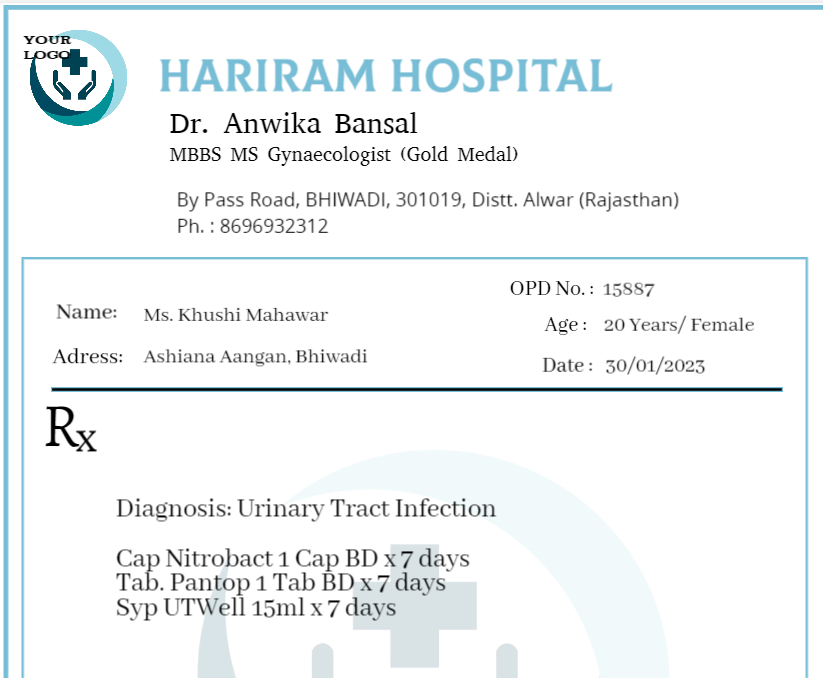 YOUR
LOGO
HARIRAM HOSPITAL
Dr. Anwika Bansal
MBBS MS Gynaecologist (Gold Medal)
By Pass Road, BHIWADI, 301019, Distt. Alwar (Rajasthan)
Ph. : 8696932312
OPD No. : 15887
Name: Ms. Khushi Mahawar
Age : 20 Years/ Female
Adress: Ashiana Aangan, Bhiwadi
Date : 30/01/2023
Rx
Diagnosis: Urinary Tract Infection
Cap Nitrobact 1 Cap BD x 7 days
Tab. Pantop 1 Tab BD x 7 days
Syp UTWell 15ml x 7 days